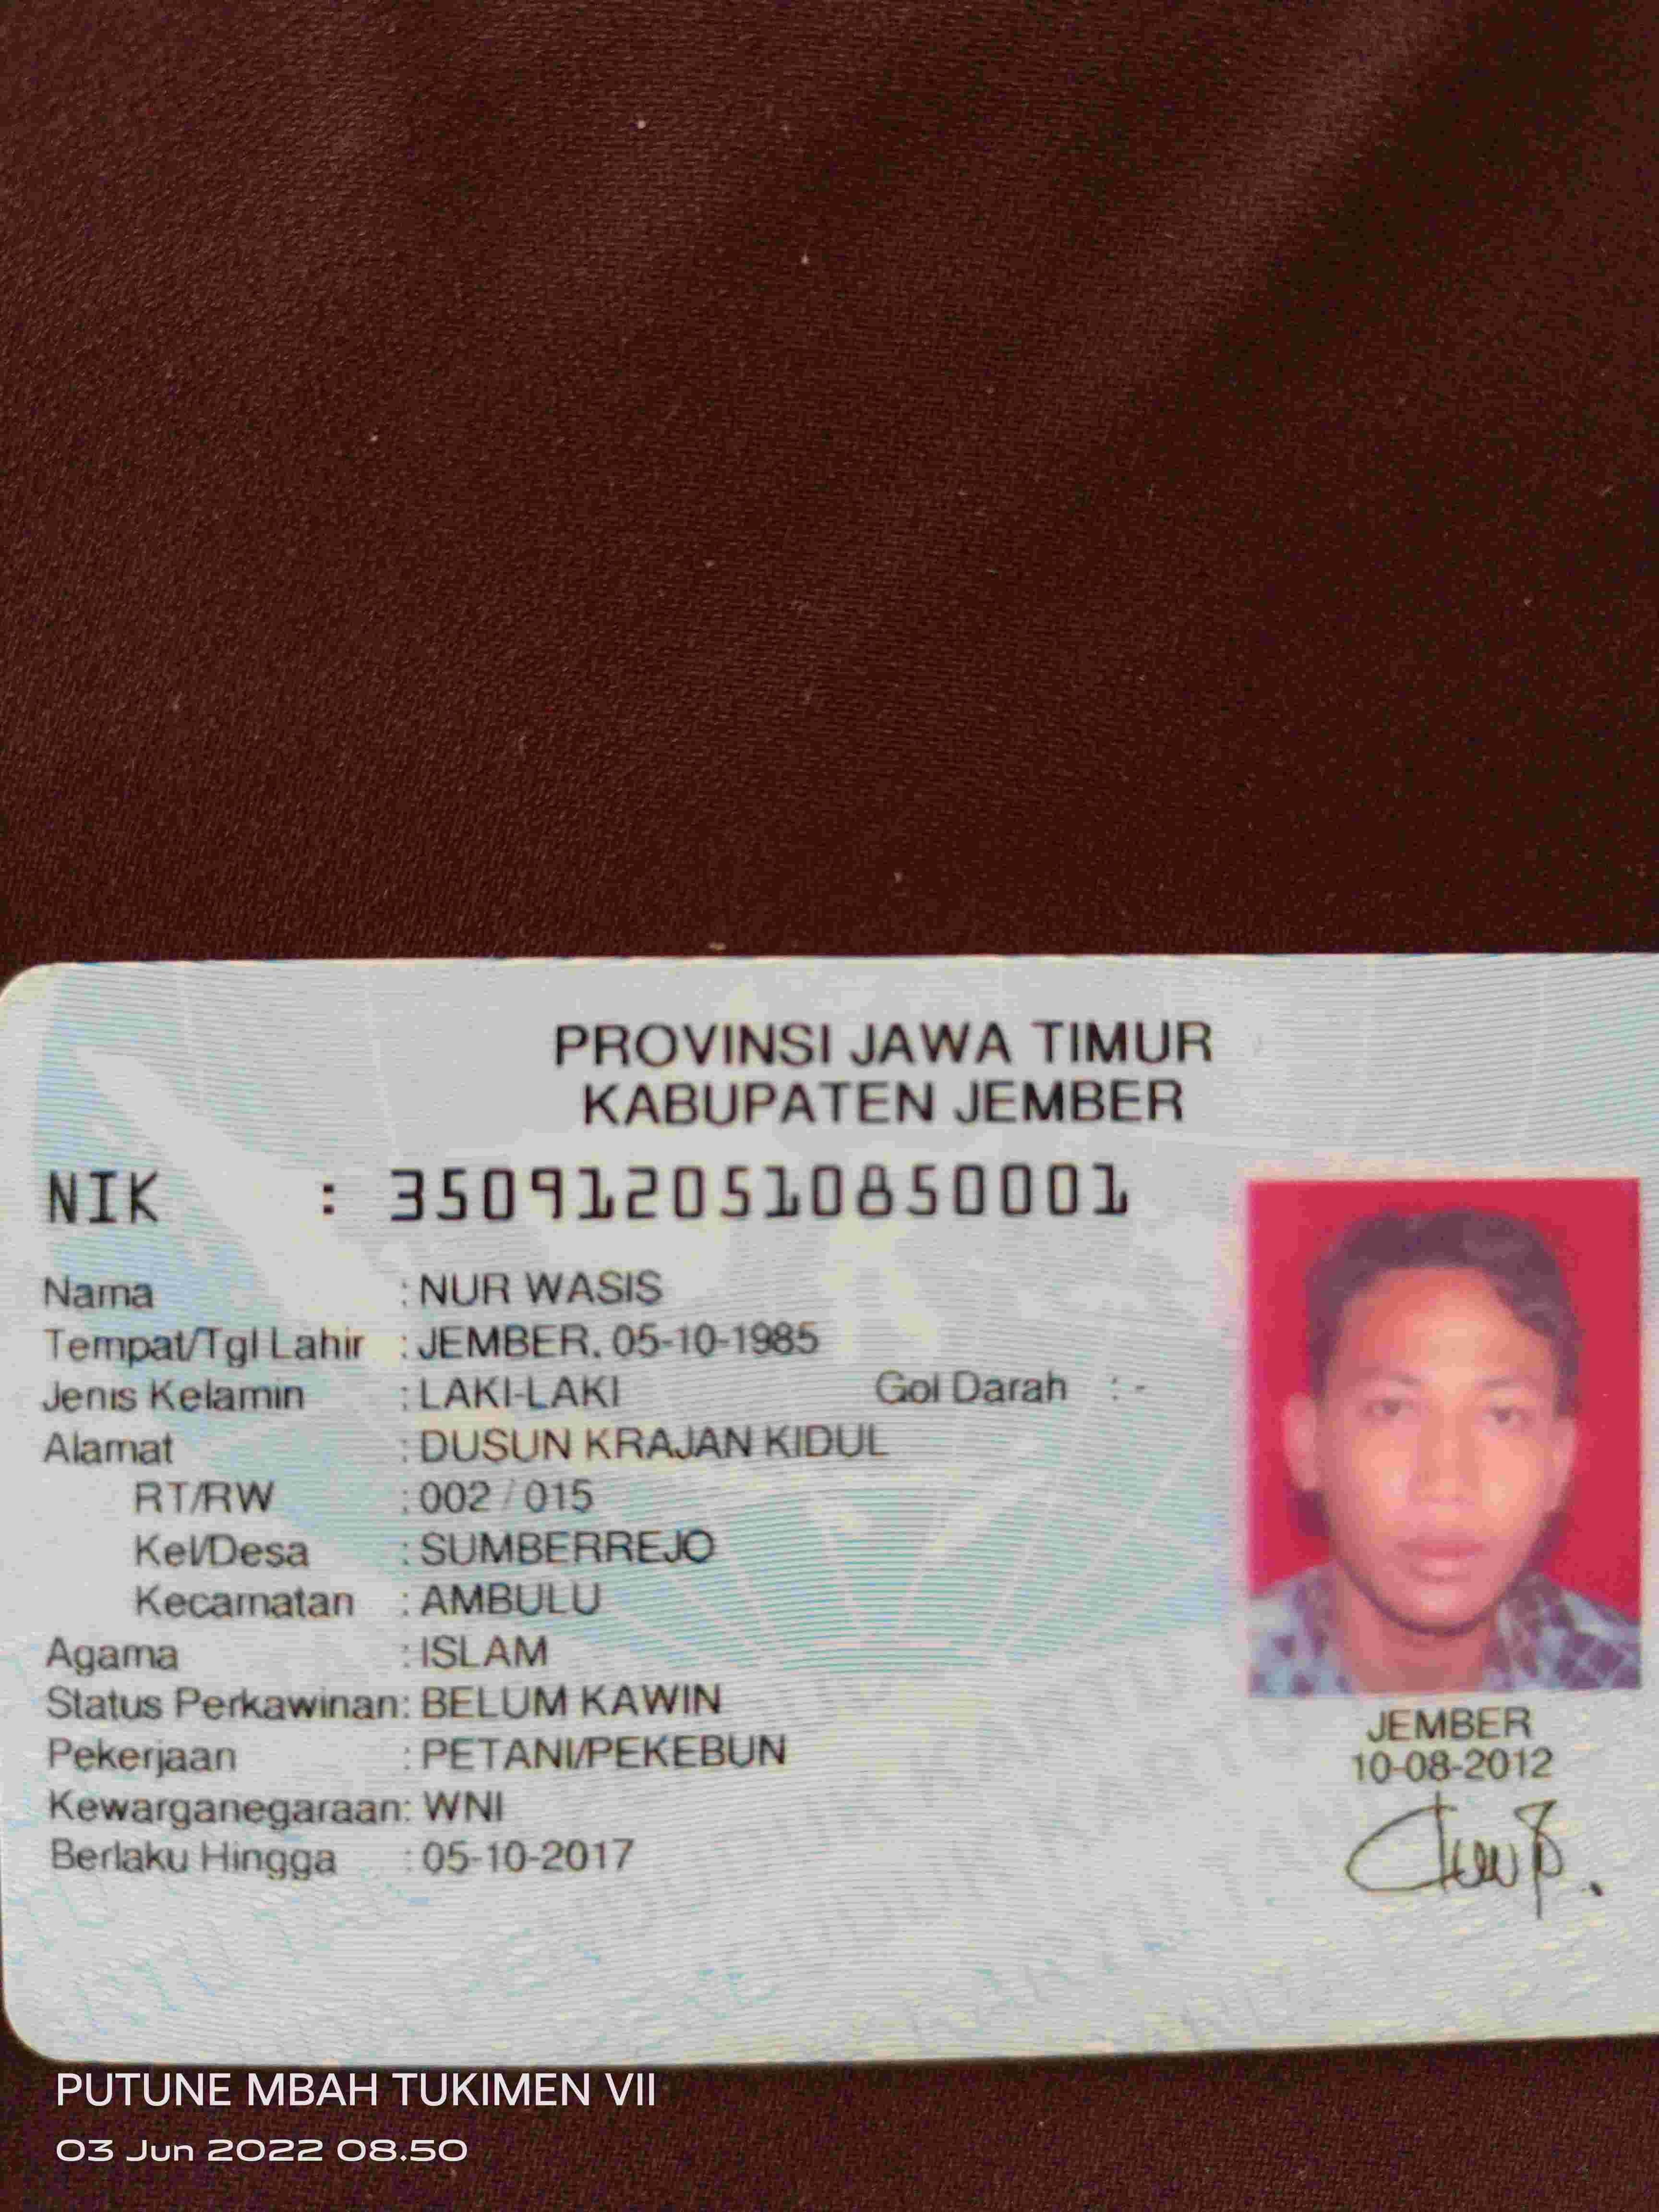 PROVINSI JAWA TIMUR
KABUPATEN JEMBER
NIK : 3509120510850001
Nama : NUR WASIS
Tempat/Tgl Lahir : JEMBER, 05-10-1985
Jenis Kelamin : LAKI-LAKI Gol Darah : -
Alamat : DUSUN KRAJAN KIDUL
RT/RW : 002 / 015
Kel/Desa : SUMBERREJO
Kecamatan : AMBULU
Agama : ISLAM
Status Perkawinan: BELUM KAWIN
Pekerjaan : PETANI/PEKEBUN
Kewarganegaraan: WNI
Berlaku Hingga : 05-10-2017
JEMBER
10-08-2012
PUTUNE MBAH TUKIMEN VII
03 Jun 2022 08.50